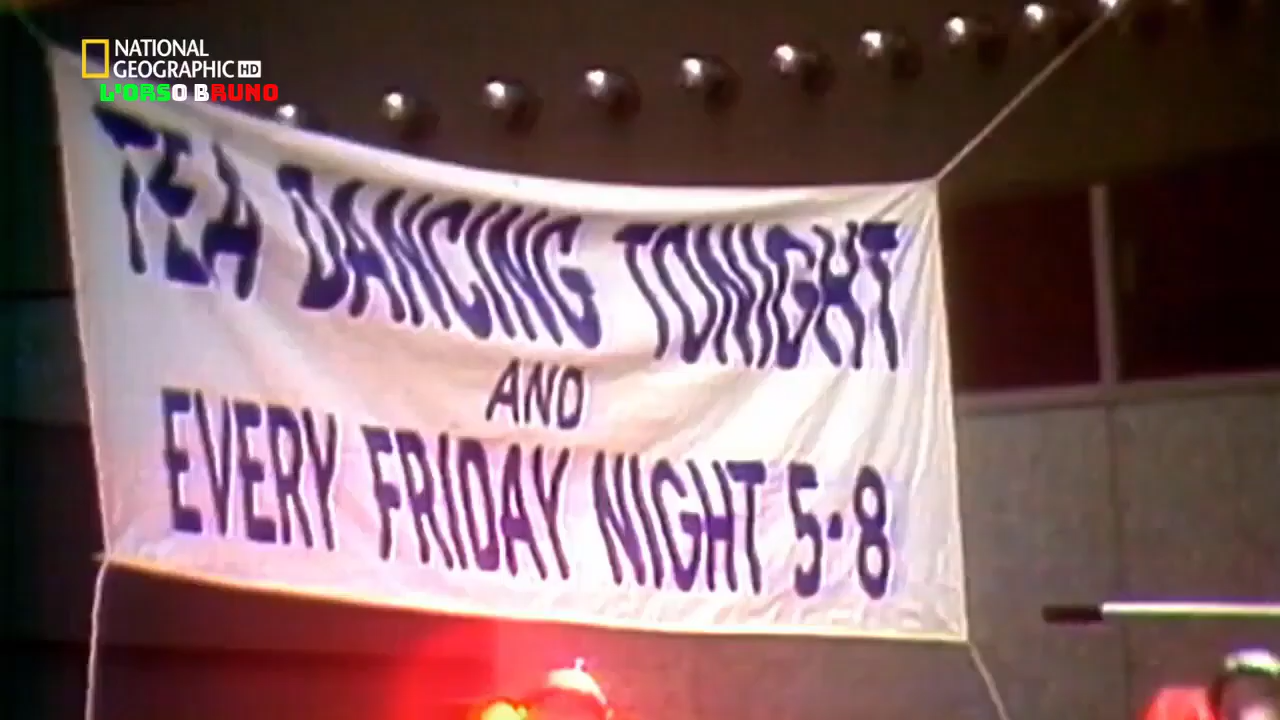 NATIONAL
GEOGRAPHIC HD
L'ORSO BRUNO
TEA DANCING TONIGHT
AND
EVERY FRIDAY NIGHT 5-8